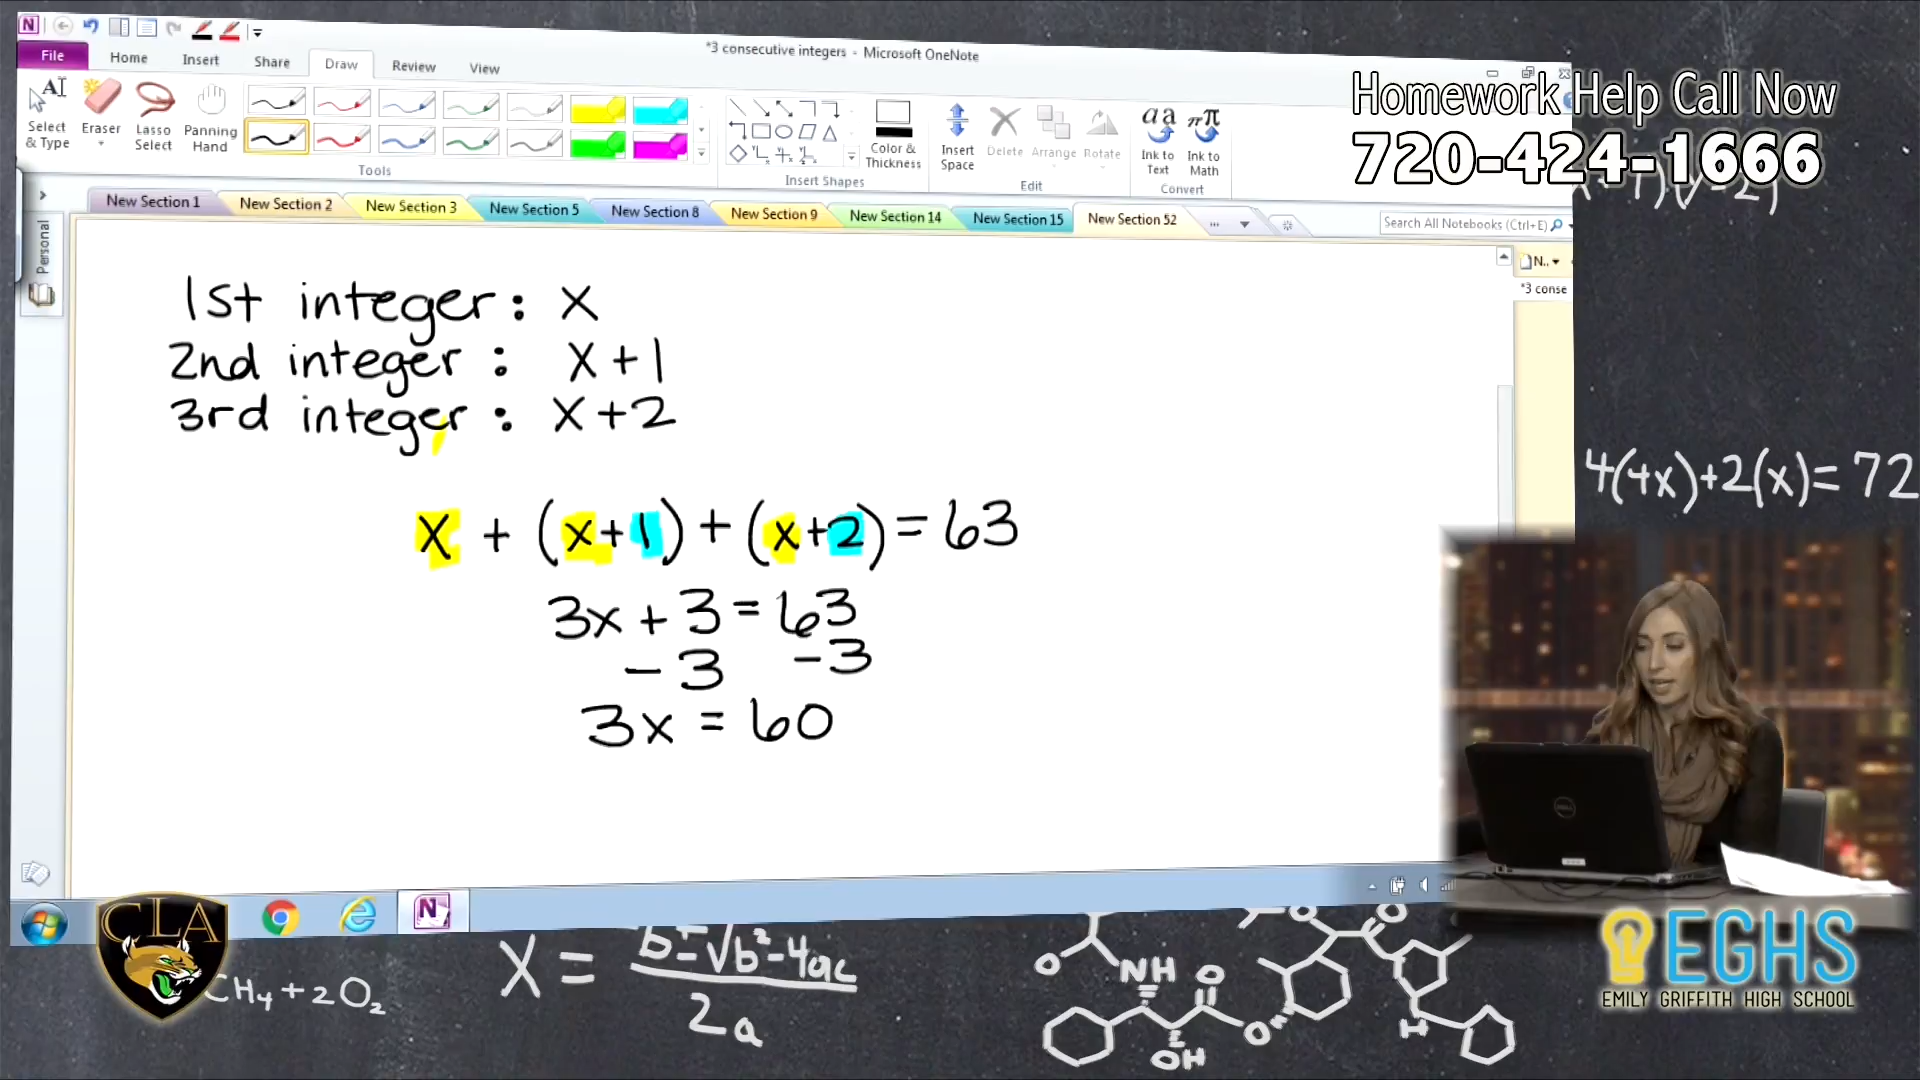 *3 consecutive integers - Microsoft OneNote
File Home Insert Share Draw Review View
Homework Help Call Now
720-424-1666
Select & Type
Eraser
Lasso Select
Panning Hand
Color & Thickness
Insert Space
Delete
Arrange
Rotate
Ink to Text
Ink to Math
Tools
Insert Shapes
Edit
Convert
New Section 1 New Section 2 New Section 3 New Section 5 New Section 8 New Section 9 New Section 14 New Section 15 New Section 52 ...
Search All Notebooks (Ctrl+E)
Personal
N..
*3 conse
1st integer: x
2nd integer : x+1
3rd integer : x+2
x + (x+1) + (x+2) = 63
3x + 3 = 63
- 3 -3
3x = 60
4(4x)+2(x)= 72
CLA
CH4 + 2O2
X = b±√b²-4ac
2a
NH
O
O
O
O
OH
H
EGHS
EMILY GRIFFITH HIGH SCHOOL